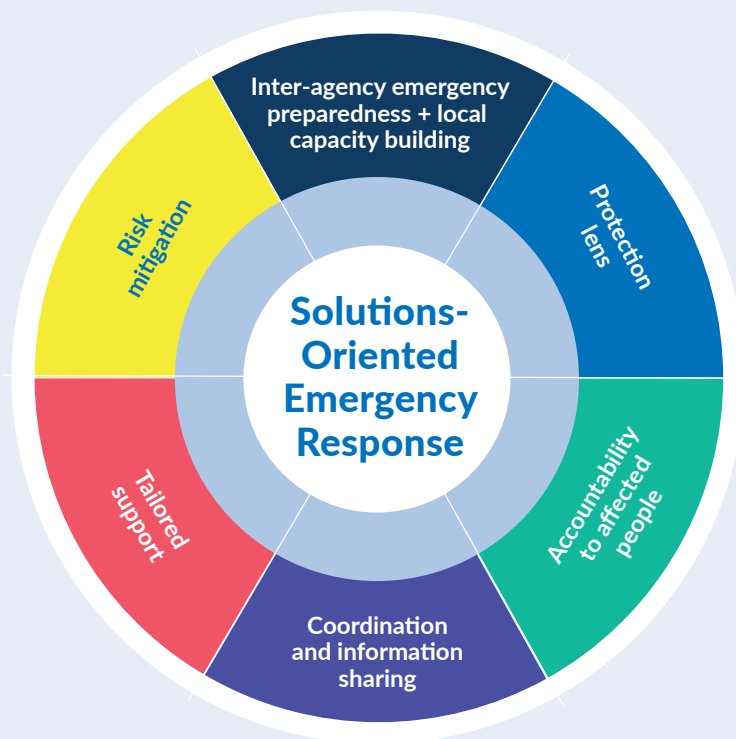 Inter-agency emergency
preparedness + local
capacity building
Protection
lens
Accountability
to affected
people
Coordination
and information
sharing
Tailored
support
Risk
mitigation
Solutions-
Oriented
Emergency
Response